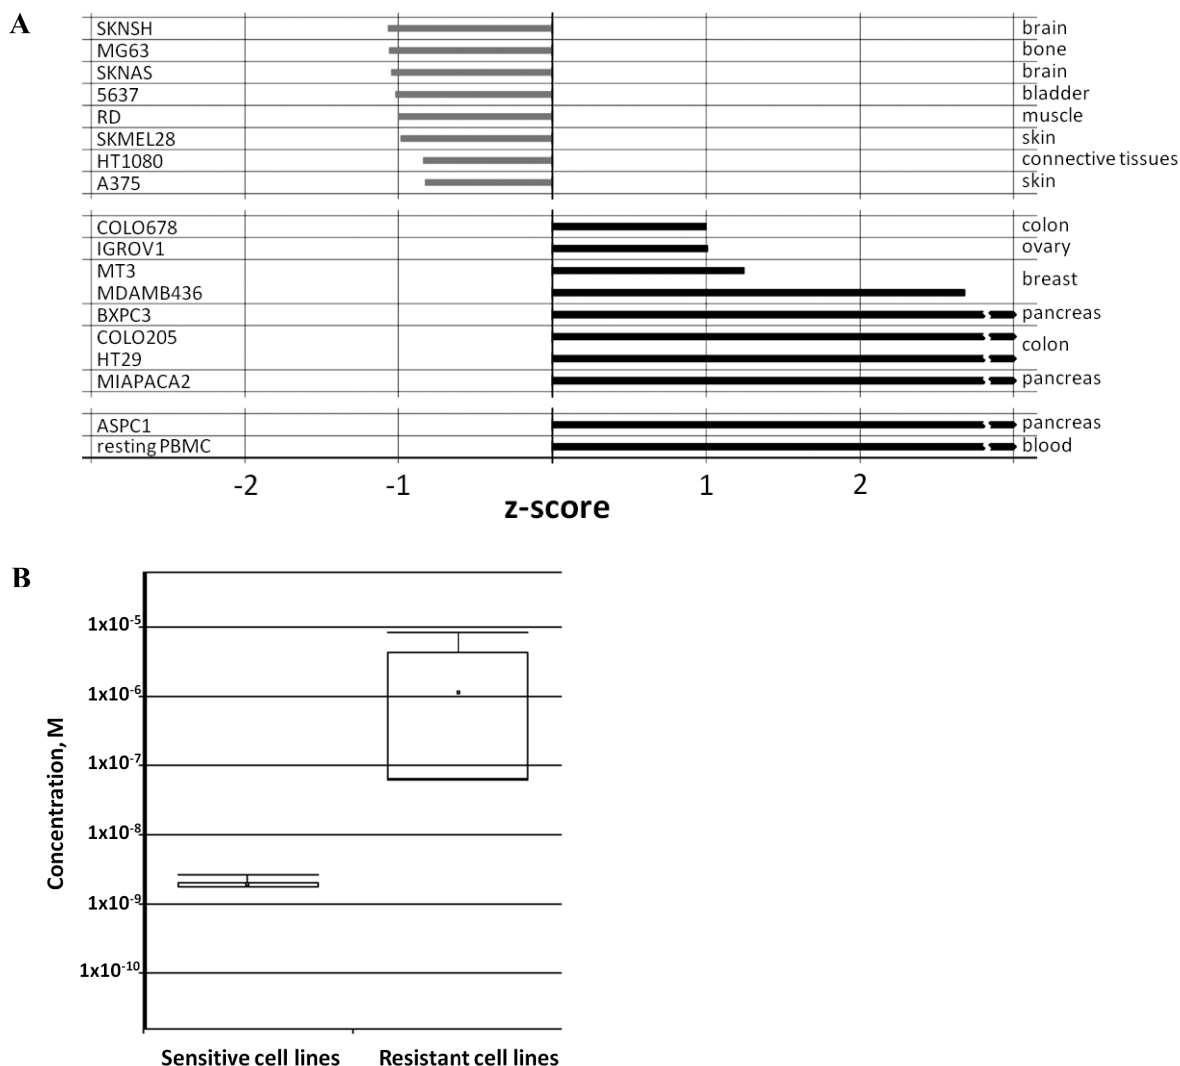 A
SKNSH brain
MG63 bone
SKNAS brain
5637 bladder
RD muscle
SKMEL28 skin
HT1080 connective tissues
A375 skin
COLO678 colon
IGROV1 ovary
MT3
breast
MDAMB436
BXPC3 pancreas
COLO205
colon
HT29
MIAPACA2 pancreas
ASPC1 pancreas
resting PBMC blood
-2 -1 1 2
z-score
B
1x10⁻⁵
1x10⁻⁶
1x10⁻⁷
1x10⁻⁸
1x10⁻⁹
1x10⁻¹⁰
Concentration, M
Sensitive cell lines Resistant cell lines